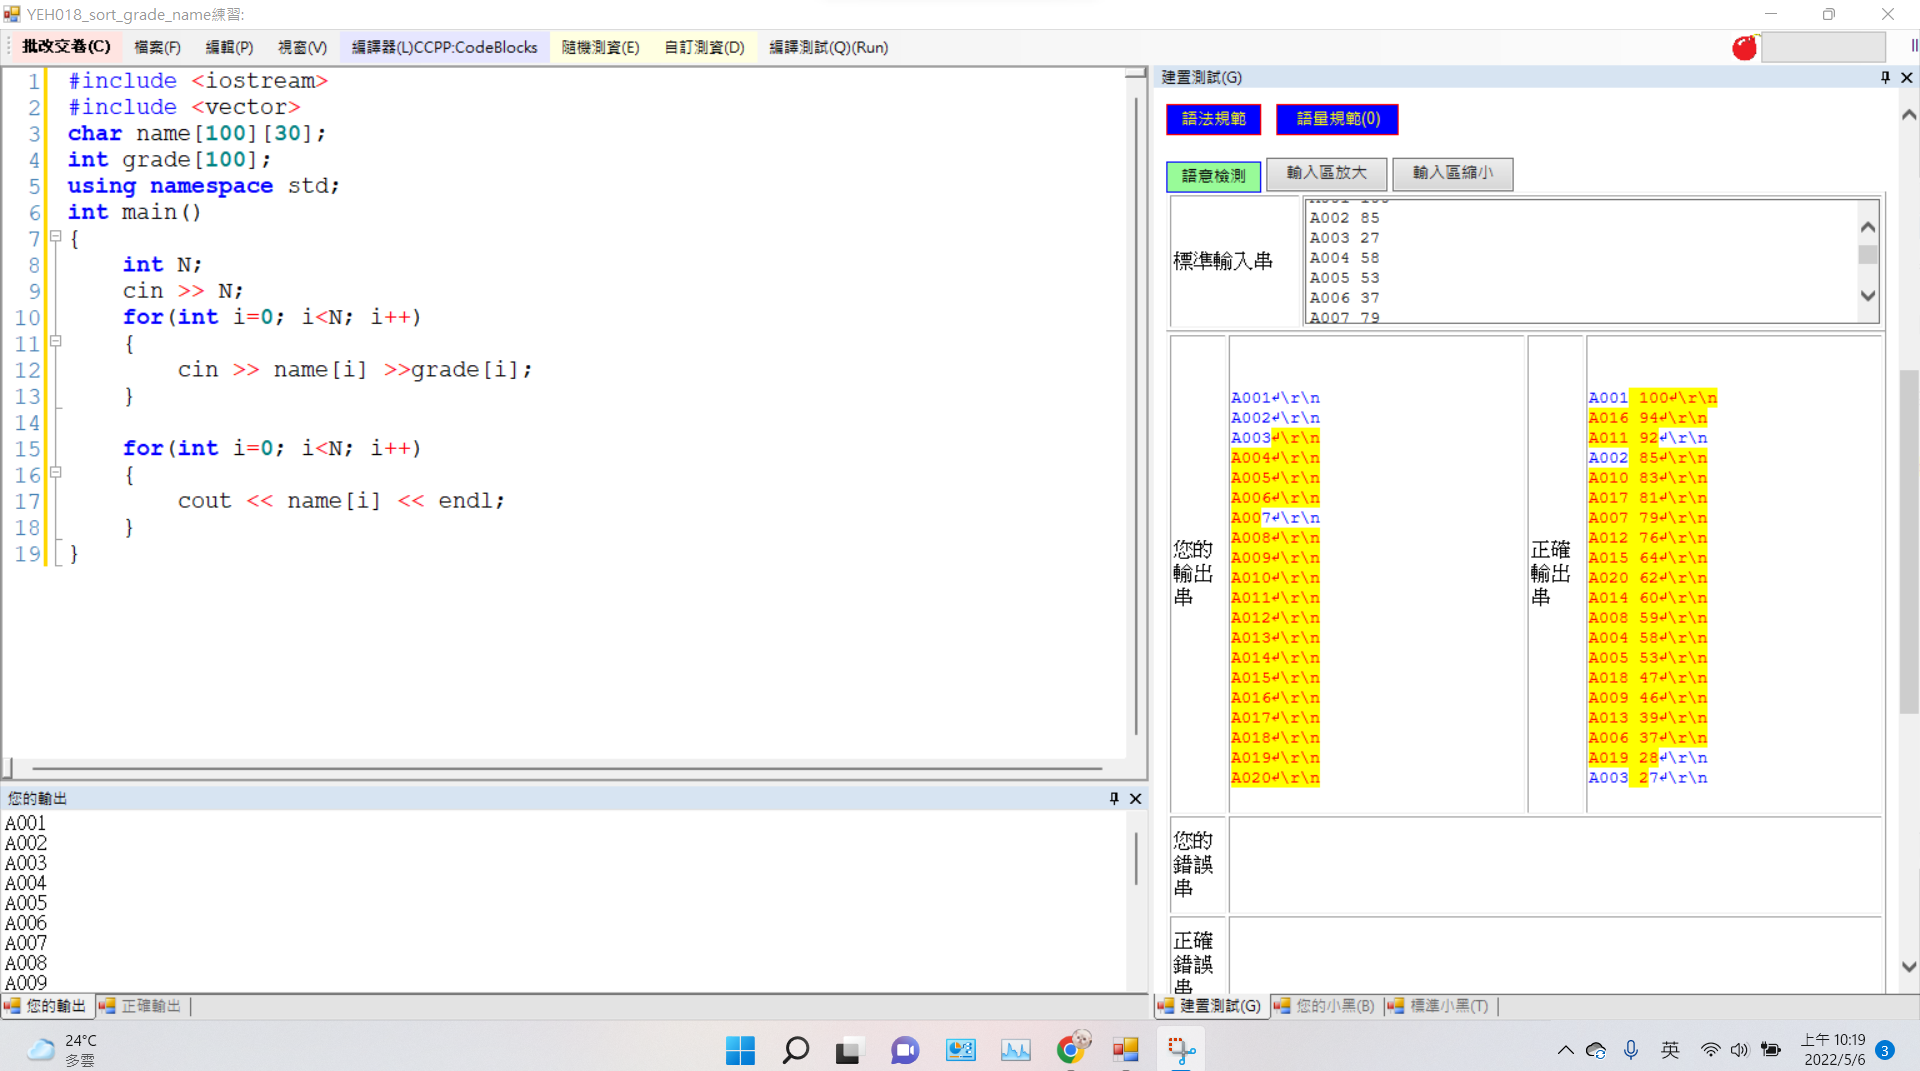 YEH018_sort_grade_name練習:
批改交卷(C) 檔案(F) 編輯(P) 視窗(V) 編譯器(L)CCPP:CodeBlocks 隨機測資(E) 自訂測資(D) 編譯測試(Q)(Run)
1 #include <iostream>
2 #include <vector>
3 char name[100][30];
4 int grade[100];
5 using namespace std;
6 int main()
7 {
8 int N;
9 cin >> N;
10 for(int i=0; i<N; i++)
11 {
12 cin >> name[i] >>grade[i];
13 }
14
15 for(int i=0; i<N; i++)
16 {
17 cout << name[i] << endl;
18 }
19 }
您的輸出
A001
A002
A003
A004
A005
A006
A007
A008
A009
您的輸出 正確輸出
建置測試(G)
語法規範 語量規範(0)
語意檢測 輸入區放大 輸入區縮小
標準輸入串
A001 100
A002 85
A003 27
A004 58
A005 53
A006 37
A007 79
您的輸出串
A001↲\r\n
A002↲\r\n
A003↲\r\n
A004↲\r\n
A005↲\r\n
A006↲\r\n
A007↲\r\n
A008↲\r\n
A009↲\r\n
A010↲\r\n
A011↲\r\n
A012↲\r\n
A013↲\r\n
A014↲\r\n
A015↲\r\n
A016↲\r\n
A017↲\r\n
A018↲\r\n
A019↲\r\n
A020↲\r\n
正確輸出串
A001 100↲\r\n
A016 94↲\r\n
A011 92↲\r\n
A002 85↲\r\n
A010 83↲\r\n
A017 81↲\r\n
A007 79↲\r\n
A012 76↲\r\n
A015 64↲\r\n
A020 62↲\r\n
A014 60↲\r\n
A008 59↲\r\n
A004 58↲\r\n
A005 53↲\r\n
A018 47↲\r\n
A009 46↲\r\n
A013 39↲\r\n
A006 37↲\r\n
A019 28↲\r\n
A003 27↲\r\n
您的錯誤串
正確錯誤串
建置測試(G) 您的小黑(B) 標準小黑(T)
24°C
多雲
英
上午 10:19
2022/5/6
3